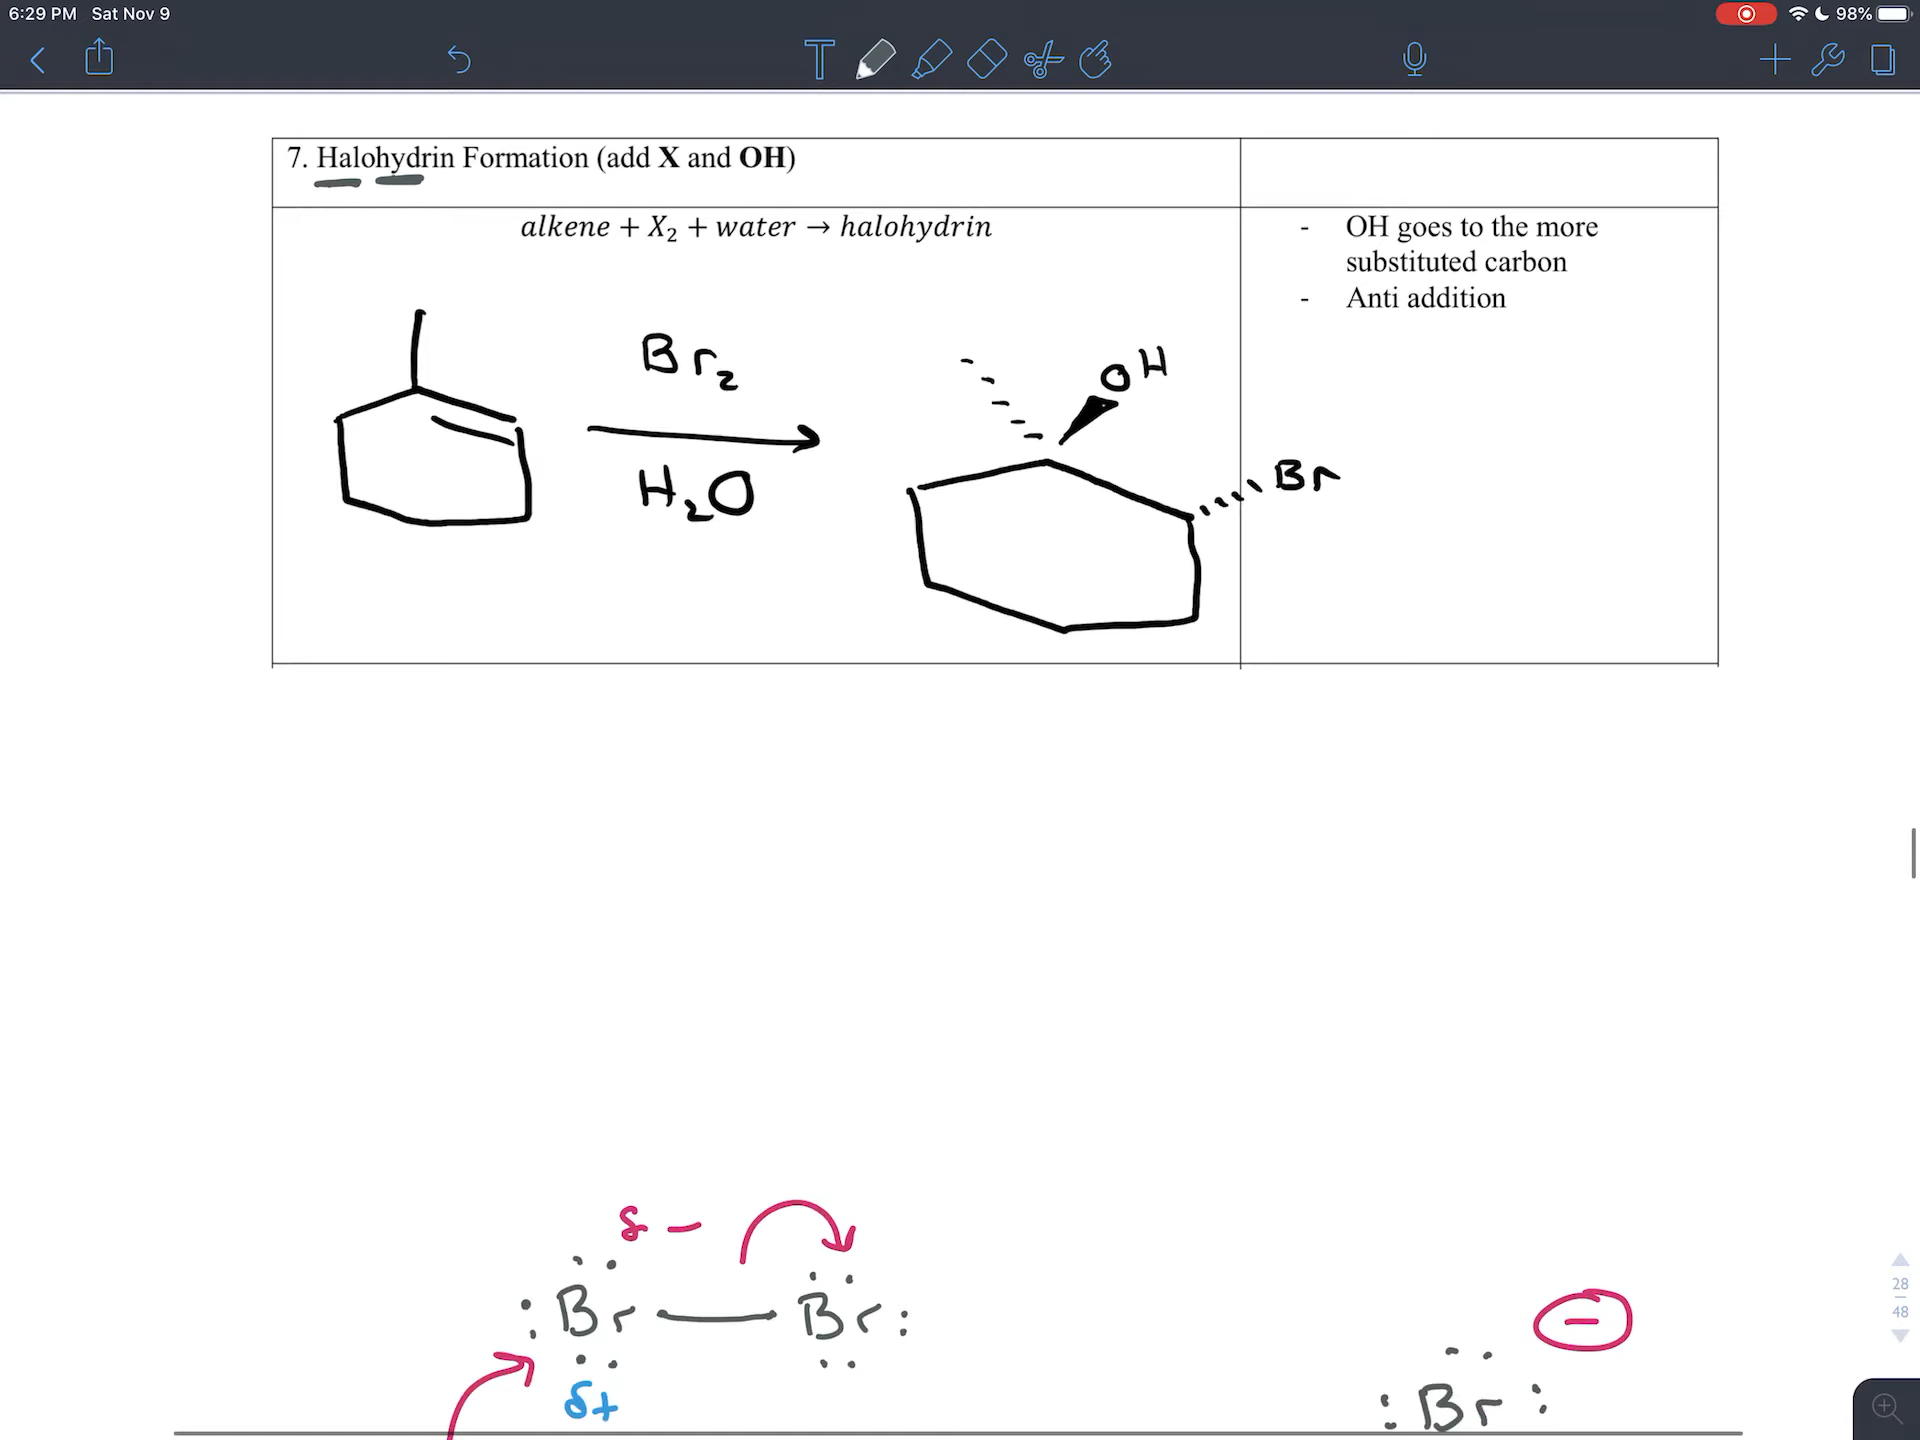 6:29 PM Sat Nov 9
98%
7. Halohydrin Formation (add X and OH)
alkene + X₂ + water → halohydrin
- OH goes to the more
substituted carbon
- Anti addition
Br₂
H₂O
OH
Br
δ −
:Br — Br:
δ+
−
:Br:
28
48